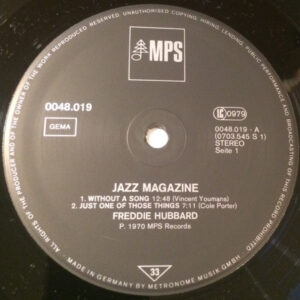 ALL RIGHTS OF THE MANUFACTURER AND OF THE OWNER OF THE WORK REPRODUCED RESERVED. UNAUTHORISED COPYING, HIRING, LENDING, PUBLIC PERFORMANCE AND BROADCASTING OF THIS RECORD PROHIBITED
MPS
0048.019
LC 0979
GEMA
0048.019 - A
(0703.545 S 1)
STEREO
Seite 1
JAZZ MAGAZINE
1. WITHOUT A SONG 12:48 (Vincent Youmans)
2. JUST ONE OF THOSE THINGS 7:11 (Cole Porter)
FREDDIE HUBBARD
P. 1970 MPS Records
33
MADE IN GERMANY BY METRONOME MUSIK GMBH